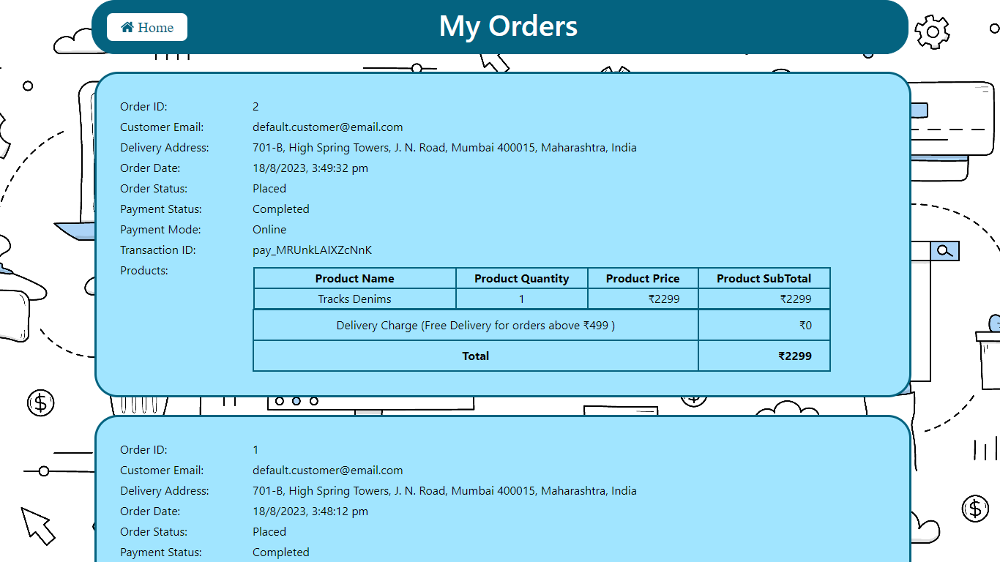 Home
My Orders
Order ID: 2
Customer Email: default.customer@email.com
Delivery Address: 701-B, High Spring Towers, J. N. Road, Mumbai 400015, Maharashtra, India
Order Date: 18/8/2023, 3:49:32 pm
Order Status: Placed
Payment Status: Completed
Payment Mode: Online
Transaction ID: pay_MRUnkLAIXZcNnK
Products:
Product Name Product Quantity Product Price Product SubTotal
Tracks Denims 1 ₹2299 ₹2299
Delivery Charge (Free Delivery for orders above ₹499 ) ₹0
Total ₹2299
Order ID: 1
Customer Email: default.customer@email.com
Delivery Address: 701-B, High Spring Towers, J. N. Road, Mumbai 400015, Maharashtra, India
Order Date: 18/8/2023, 3:48:12 pm
Order Status: Placed
Payment Status: Completed